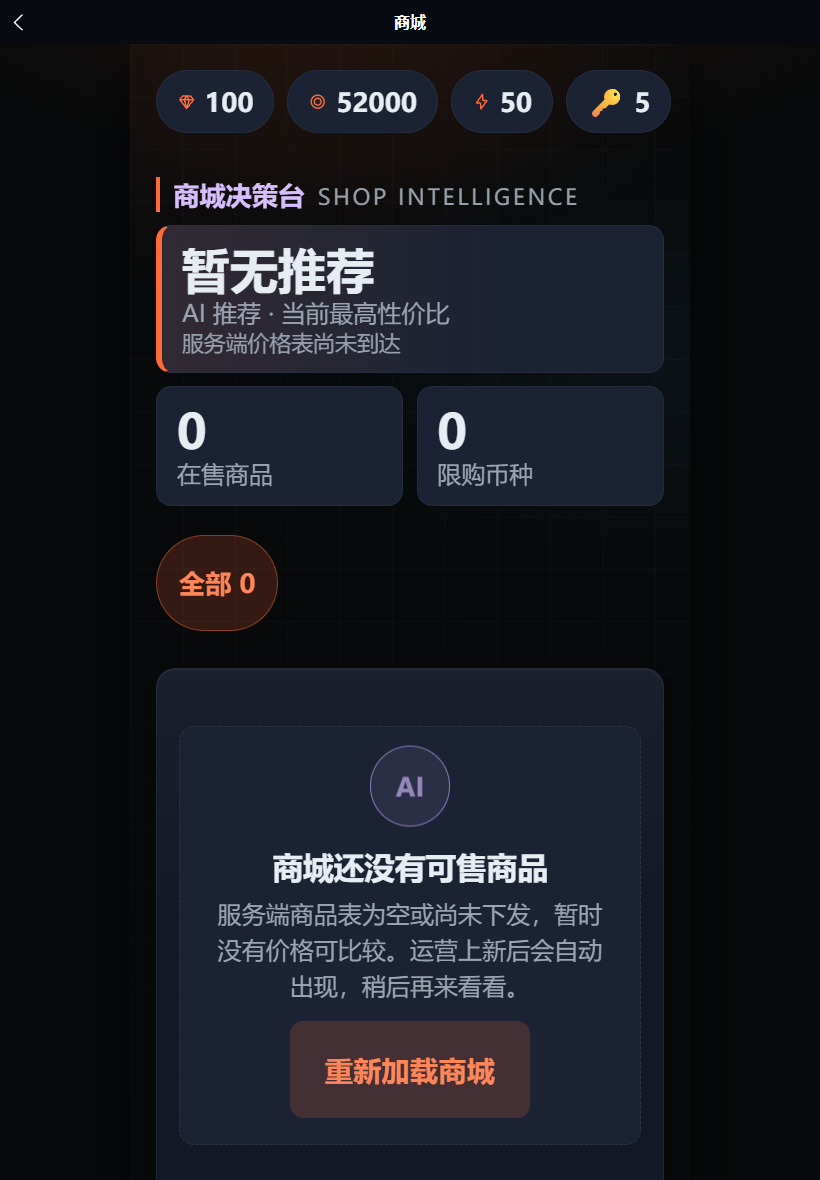 商城
100 52000 50 5
商城决策台 SHOP INTELLIGENCE
暂无推荐
AI 推荐 · 当前最高性价比
服务端价格表尚未到达
0
在售商品
0
限购币种
全部 0
AI
商城还没有可售商品
服务端商品表为空或尚未下发，暂时
没有价格可比较。运营上新后会自动
出现，稍后再来看看。
重新加载商城